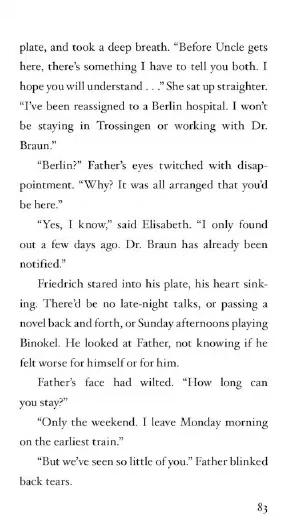 plate, and took a deep breath. “Before Uncle gets
here, there’s something I have to tell you both. I
hope you will understand . . .” She sat up straighter.
“I’ve been reassigned to a Berlin hospital. I won’t
be staying in Trossingen or working with Dr.
Braun.”
“Berlin?” Father’s eyes twitched with disap-
pointment. “Why? It was all arranged that you’d
be here.”
“Yes, I know,” said Elisabeth. “I only found
out a few days ago. Dr. Braun has already been
notified.”
Friedrich stared into his plate, his heart sink-
ing. There’d be no late-night talks, or passing a
novel back and forth, or Sunday afternoons playing
Binokel. He looked at Father, not knowing if he
felt worse for himself or for him.
Father’s face had wilted. “How long can
you stay?”
“Only the weekend. I leave Monday morning
on the earliest train.”
“But we’ve seen so little of you.” Father blinked
back tears.
83